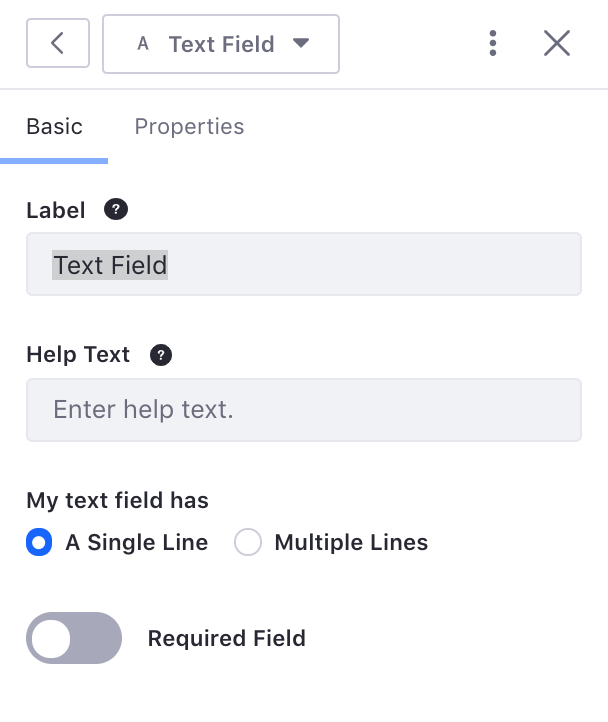 A Text Field
Basic Properties
Label ?
Text Field
Help Text ?
Enter help text.
My text field has
A Single Line Multiple Lines
Required Field